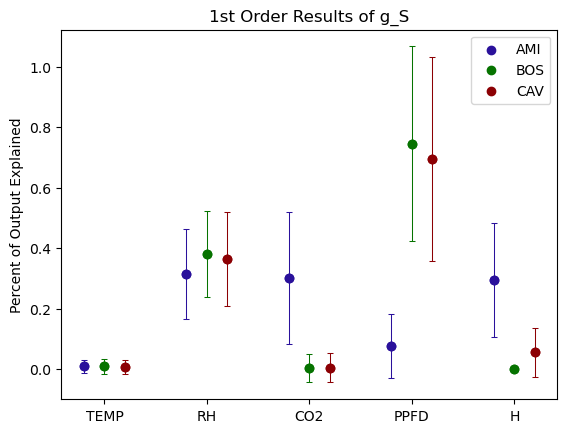 1st Order Results of g_S
Percent of Output Explained
1.0
0.8
0.6
0.4
0.2
0.0
AMI
BOS
CAV
TEMP RH CO2 PPFD H